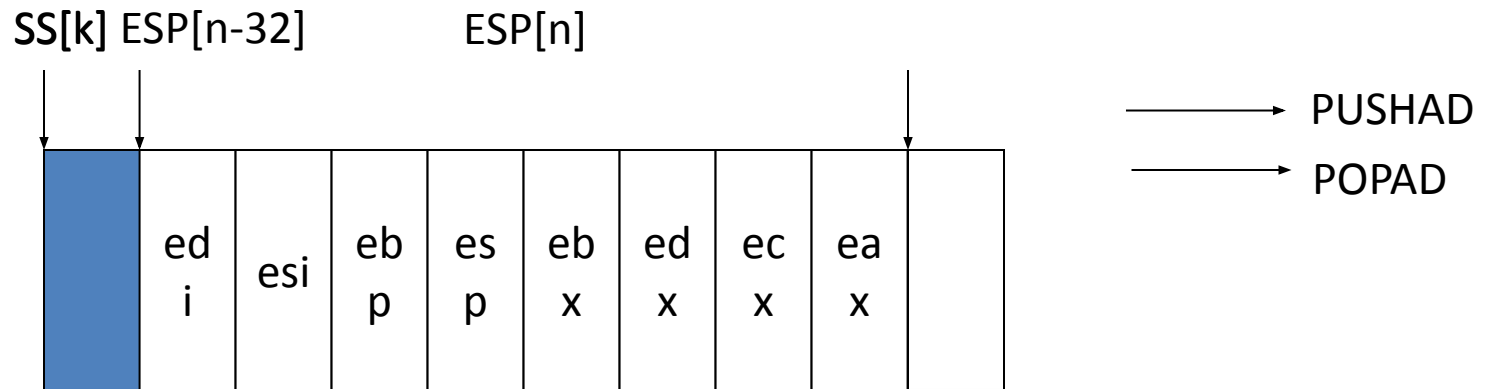 SS[k] ESP[n-32] ESP[n]
PUSHAD
POPAD
ed
i
esi
eb
p
es
p
eb
x
ed
x
ec
x
ea
x